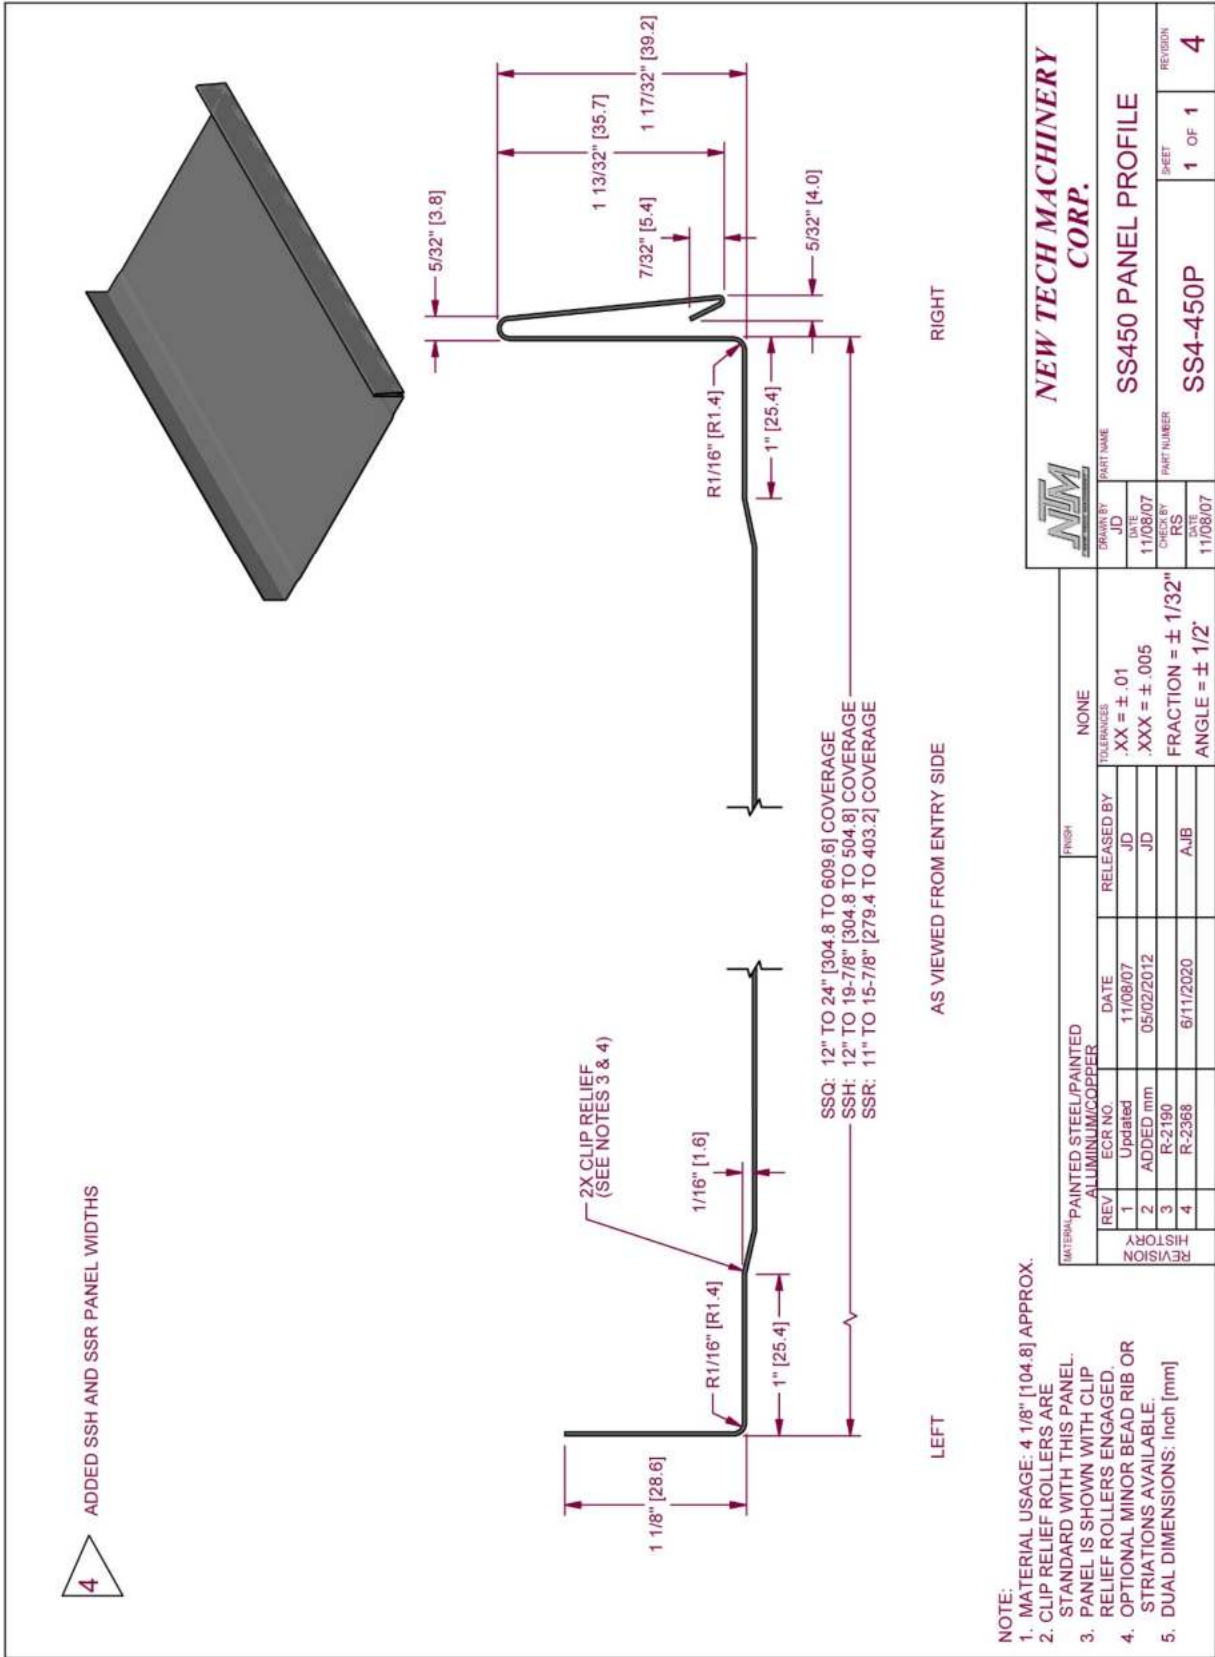 4 ADDED SSH AND SSR PANEL WIDTHS
5/32" [3.8]
1 17/32" [39.2]
1 13/32" [35.7]
7/32" [5.4]
5/32" [4.0]
R1/16" [R1.4]
1" [25.4]
2X CLIP RELIEF
(SEE NOTES 3 & 4)
1/16" [1.6]
R1/16" [R1.4]
1" [25.4]
1 1/8" [28.6]
SSQ: 12" TO 24" [304.8 TO 609.6] COVERAGE
SSH: 12" TO 19-7/8" [304.8 TO 504.8] COVERAGE
SSR: 11" TO 15-7/8" [279.4 TO 403.2] COVERAGE
LEFT
AS VIEWED FROM ENTRY SIDE
RIGHT
NOTE:
1. MATERIAL USAGE: 4 1/8" [104.8] APPROX.
2. CLIP RELIEF ROLLERS ARE
STANDARD WITH THIS PANEL.
3. PANEL IS SHOWN WITH CLIP
RELIEF ROLLERS ENGAGED.
4. OPTIONAL MINOR BEAD RIB OR
STRIATIONS AVAILABLE.
5. DUAL DIMENSIONS: Inch [mm]
MATERIAL PAINTED STEEL/PAINTED
ALUMINUM/COPPER
FINISH NONE
REVISION
HISTORY
REV ECR NO. DATE RELEASED BY
1 Updated 11/08/07 JD
2 ADDED mm 05/02/2012 JD
3 R-2190
4 R-2368 6/11/2020 AJB
TOLERANCES
.XX = ± .01
.XXX = ± .005
FRACTION = ± 1/32"
ANGLE = ± 1/2°
NTM
NEW TECH MACHINERY
CORP.
DRAWN BY
JD
DATE
11/08/07
CHECK BY
RS
DATE
11/08/07
PART NAME
SS450 PANEL PROFILE
PART NUMBER
SS4-450P
SHEET
1 OF 1
REVISION
4